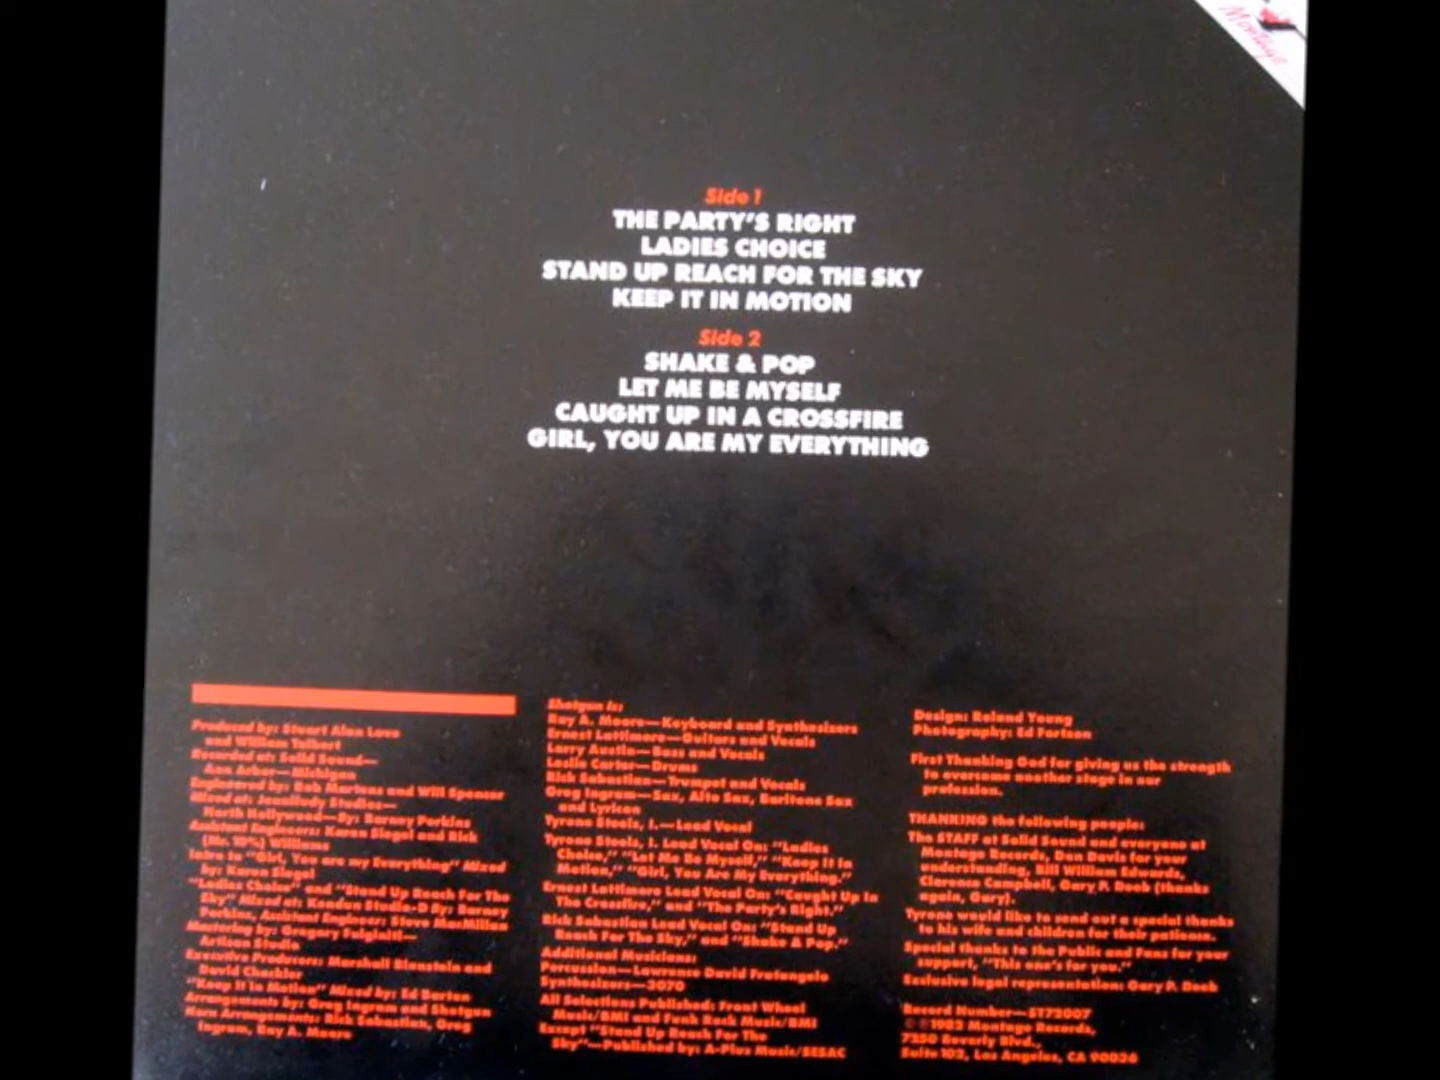 Montage
Side 1
THE PARTY'S RIGHT
LADIES CHOICE
STAND UP REACH FOR THE SKY
KEEP IT IN MOTION
Side 2
SHAKE & POP
LET ME BE MYSELF
CAUGHT UP IN A CROSSFIRE
GIRL, YOU ARE MY EVERYTHING
Produced by: Stuart Alan Love
and William Talbert
Recorded at: Solid Sound—
Ann Arbor—Michigan
Engineered by: Rob Martens and Will Spencer
Mixed at: Studios—
North Hollywood—By: Barney Perkins
Assistant Engineers: Karen Siegel and Rick
(Mr. ) Williams
Intro to "Girl, You are my Everything" Mixed
by: Karen Siegel
"Ladies Choice" and "Stand Up Reach For The
Sky" Mixed at: Kendun Studio-D By: Barney
Perkins, Assistant Engineer: Steve MacMillan
Mastering by: Gregory Fulginiti—
Artisan Studio
Executive Producers: Marshall Blonstein and
David Chackler
"Keep It in Motion" Mixed by: Ed Barton
Arrangements by: Greg Ingram and Shotgun
Horn Arrangements: Rick Sebastian, Greg
Ingram, Ray A. Moore
Shotgun is:
Ray A. Moore—Keyboard and Synthesizers
Ernest Lattimore—Guitars and Vocals
Larry Austin—Bass and Vocals
Leslie Carter—Drums
Rick Sebastian—Trumpet and Vocals
Greg Ingram—Sax, Alto Sax, Baritone Sax
and Lyricon
Tyrone Steels, I.—Lead Vocal
Tyrone Steels, I. Lead Vocal On: "Ladies
Choice," "Let Me Be Myself," "Keep It In
Motion," "Girl, You Are My Everything."
Ernest Lattimore Lead Vocal On: "Caught Up In
The Crossfire," and "The Party's Right."
Rick Sebastian Lead Vocal On: "Stand Up
Reach For The Sky," and "Shake & Pop."
Additional Musicians:
Percussion—Lawrence David Fratangelo
Synthesizers—3070
All Selections Published: Front Wheel
Music/BMI and Funk Rock Music/BMI
Except "Stand Up Reach For The
Sky"—Published by: A-Plus Music/SESAC
Design: Roland Young
Photography: Ed Farlson
First Thanking God for giving us the strength
to overcome another stage in our
profession.
THANKING the following people:
The STAFF at Solid Sound and everyone at
Montage Records, Dan Davis for your
understanding, Bill William Edwards,
Clarence Campbell, Gary P. Doeb (thanks
again, Gary).
Tyrone would like to send out a special thanks
to his wife and children for their patience.
Special thanks to the Public and Fans for your
support, "This one's for you."
Exclusive legal representation: Gary P. Doeb
Record Number—ST72007
1982 Montage Records,
7250 Beverly Blvd.,
Suite 102, Los Angeles, CA 90036